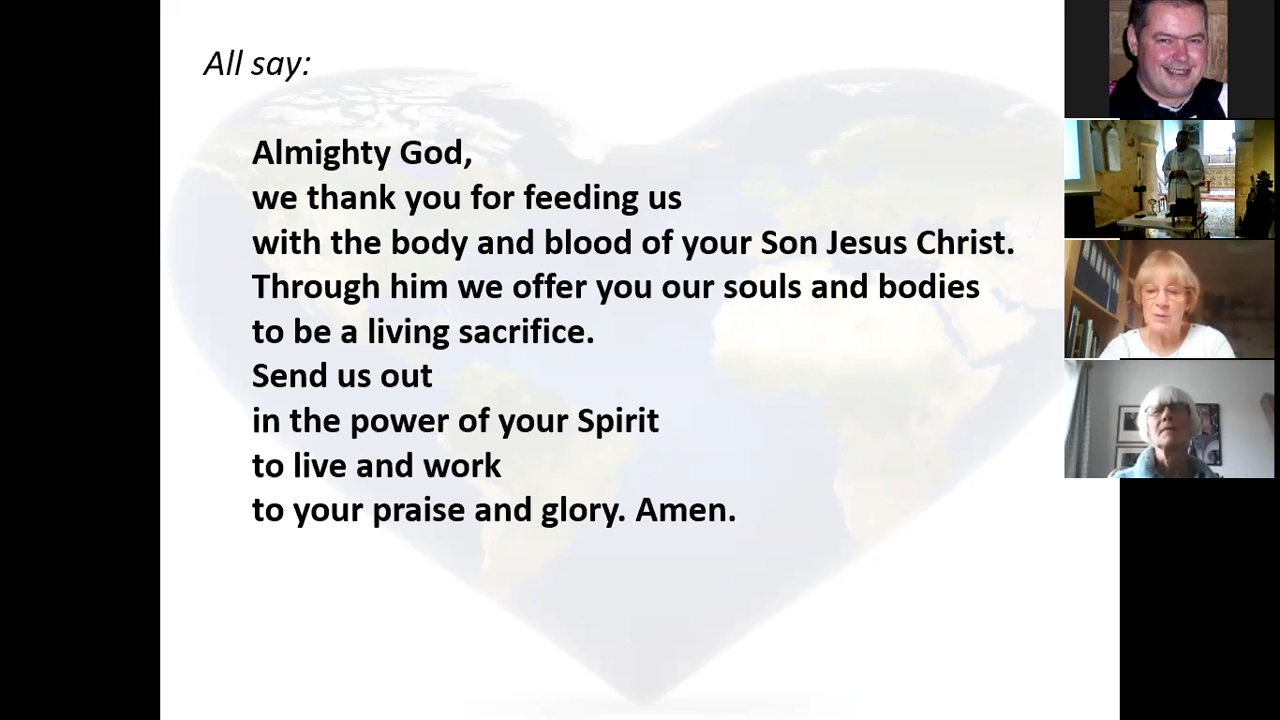 All say:
Almighty God,
we thank you for feeding us
with the body and blood of your Son Jesus Christ.
Through him we offer you our souls and bodies
to be a living sacrifice.
Send us out
in the power of your Spirit
to live and work
to your praise and glory. Amen.